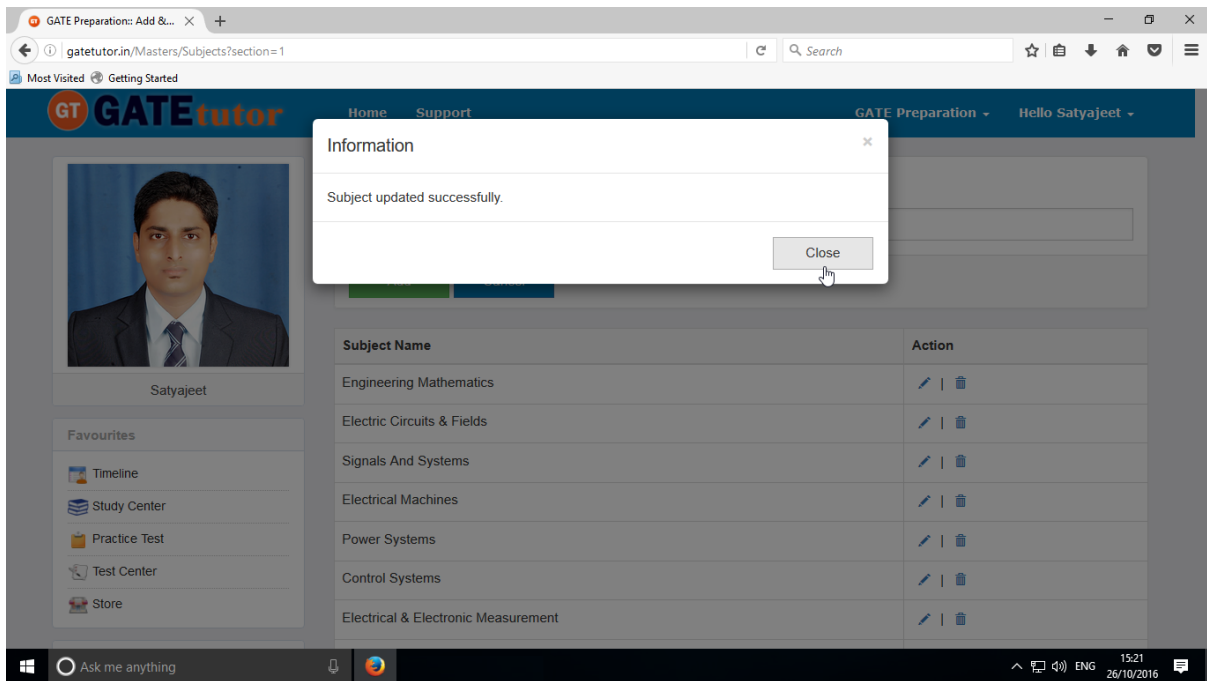 GATE Preparation:: Add &...
gatetutor.in/Masters/Subjects?section=1
Search
Most Visited Getting Started
GT GATEtutor Home Support GATE Preparation Hello Satyajeet
Information
Subject updated successfully.
Close
Add Cancel
Satyajeet
Favourites
Timeline
Study Center
Practice Test
Test Center
Store
Subject Name Action
Engineering Mathematics |
Electric Circuits & Fields |
Signals And Systems |
Electrical Machines |
Power Systems |
Control Systems |
Electrical & Electronic Measurement |
Ask me anything
ENG 15:21
26/10/2016